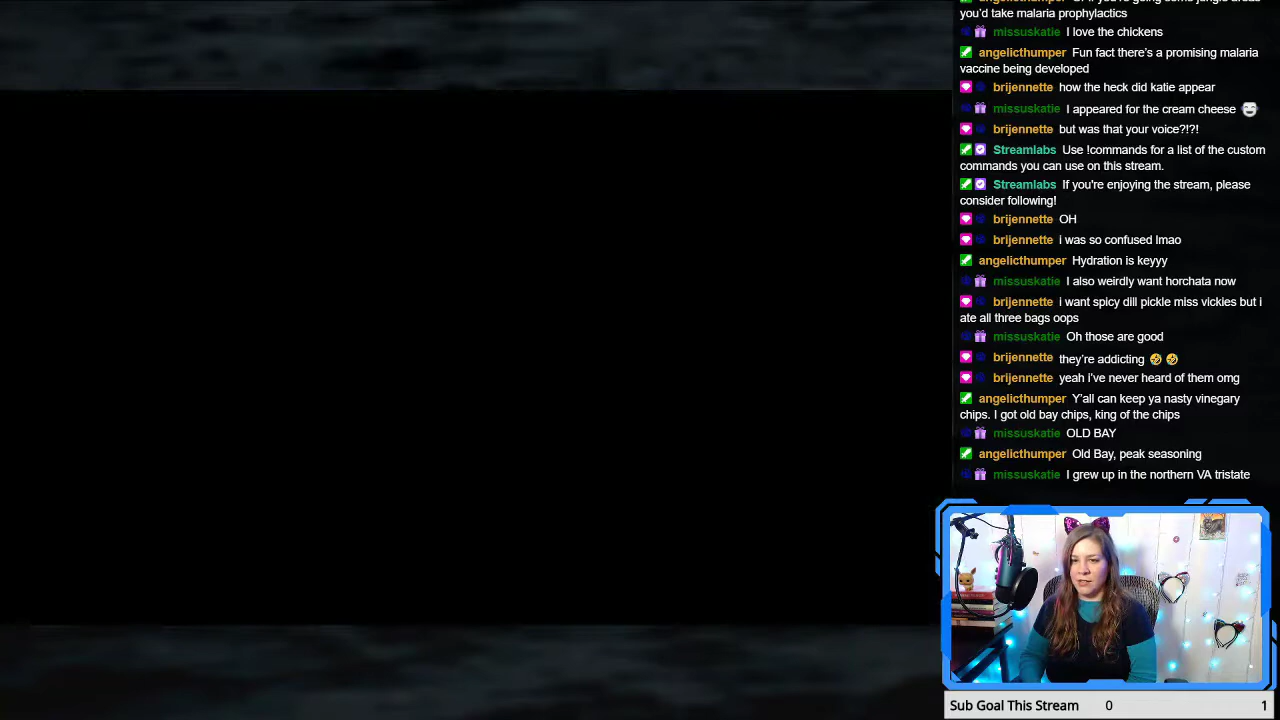 you'd take malaria prophylactics
missuskatie I love the chickens
angelicthumper Fun fact there's a promising malaria
vaccine being developed
brijennette how the heck did katie appear
missuskatie I appeared for the cream cheese
brijennette but was that your voice?!?!
Streamlabs Use !commands for a list of the custom
commands you can use on this stream.
Streamlabs If you're enjoying the stream, please
consider following!
brijennette OH
brijennette i was so confused lmao
angelicthumper Hydration is keyyy
missuskatie I also weirdly want horchata now
brijennette i want spicy dill pickle miss vickies but i
ate all three bags oops
missuskatie Oh those are good
brijennette they're addicting
brijennette yeah i've never heard of them omg
angelicthumper Y'all can keep ya nasty vinegary
chips. I got old bay chips, king of the chips
missuskatie OLD BAY
angelicthumper Old Bay, peak seasoning
missuskatie I grew up in the northern VA tristate
Sub Goal This Stream 0 1